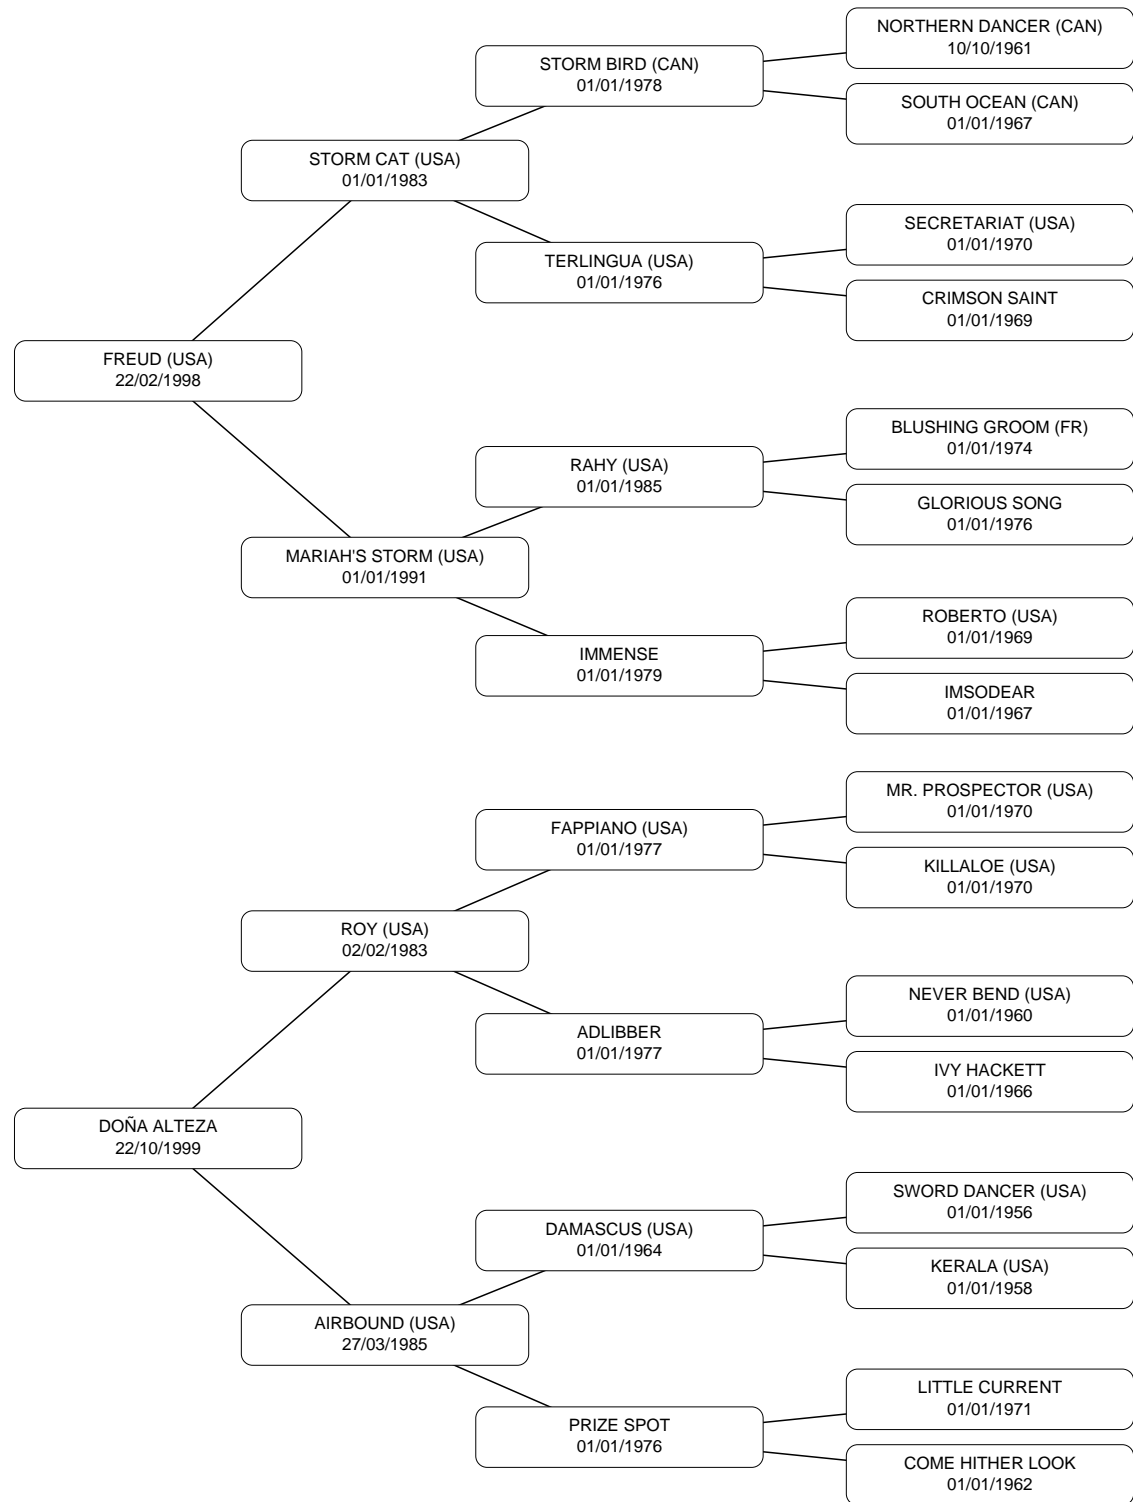 NORTHERN DANCER (CAN)
10/10/1961
STORM BIRD (CAN)
01/01/1978
SOUTH OCEAN (CAN)
01/01/1967
STORM CAT (USA)
01/01/1983
SECRETARIAT (USA)
01/01/1970
TERLINGUA (USA)
01/01/1976
CRIMSON SAINT
01/01/1969
FREUD (USA)
22/02/1998
BLUSHING GROOM (FR)
01/01/1974
RAHY (USA)
01/01/1985
GLORIOUS SONG
01/01/1976
MARIAH'S STORM (USA)
01/01/1991
ROBERTO (USA)
01/01/1969
IMMENSE
01/01/1979
IMSODEAR
01/01/1967
MR. PROSPECTOR (USA)
01/01/1970
FAPPIANO (USA)
01/01/1977
KILLALOE (USA)
01/01/1970
ROY (USA)
02/02/1983
NEVER BEND (USA)
01/01/1960
ADLIBBER
01/01/1977
IVY HACKETT
01/01/1966
DOÑA ALTEZA
22/10/1999
SWORD DANCER (USA)
01/01/1956
DAMASCUS (USA)
01/01/1964
KERALA (USA)
01/01/1958
AIRBOUND (USA)
27/03/1985
LITTLE CURRENT
01/01/1971
PRIZE SPOT
01/01/1976
COME HITHER LOOK
01/01/1962